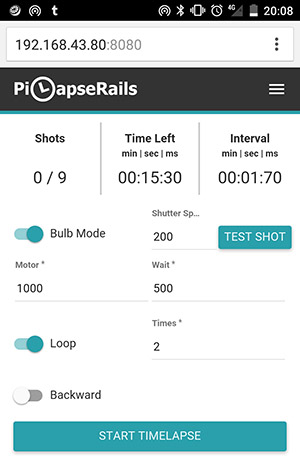 20:08
4G
192.168.43.80:8080
PiLapseRails
Shots
Time Left
Interval
min | sec | ms
min | sec | ms
0 / 9
00:15:30
00:01:70
Bulb Mode
Shutter Sp...
200
TEST SHOT
Motor *
Wait *
1000
500
Loop
Times *
2
Backward
START TIMELAPSE